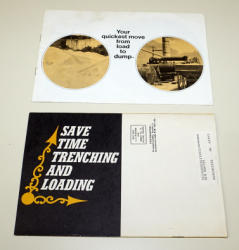 Your
quickest move
from
load
to
dump-
SAVE
TIME
TRENCHING
AND
LOADING